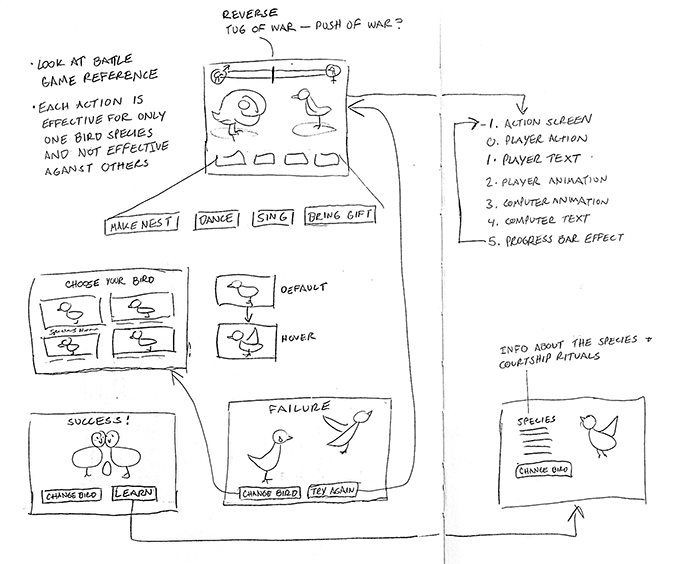 REVERSE
TUG OF WAR — PUSH OF WAR?
• LOOK AT BATTLE
GAME REFERENCE
• EACH ACTION IS
EFFECTIVE FOR ONLY
ONE BIRD SPECIES
AND NOT EFFECTIVE
AGAINST OTHERS
♂
♀
MAKE NEST
DANCE
SING
BRING GIFT
-1. ACTION SCREEN
0. PLAYER ACTION
1. PLAYER TEXT
2. PLAYER ANIMATION
3. COMPUTER ANIMATION
4. COMPUTER TEXT
5. PROGRESS BAR EFFECT
CHOOSE YOUR BIRD
SPECIES NAME
DEFAULT
HOVER
SUCCESS!
CHANGE BIRD
LEARN
FAILURE
CHANGE BIRD
TRY AGAIN
INFO ABOUT THE SPECIES +
COURTSHIP RITUALS
SPECIES
CHANGE BIRD